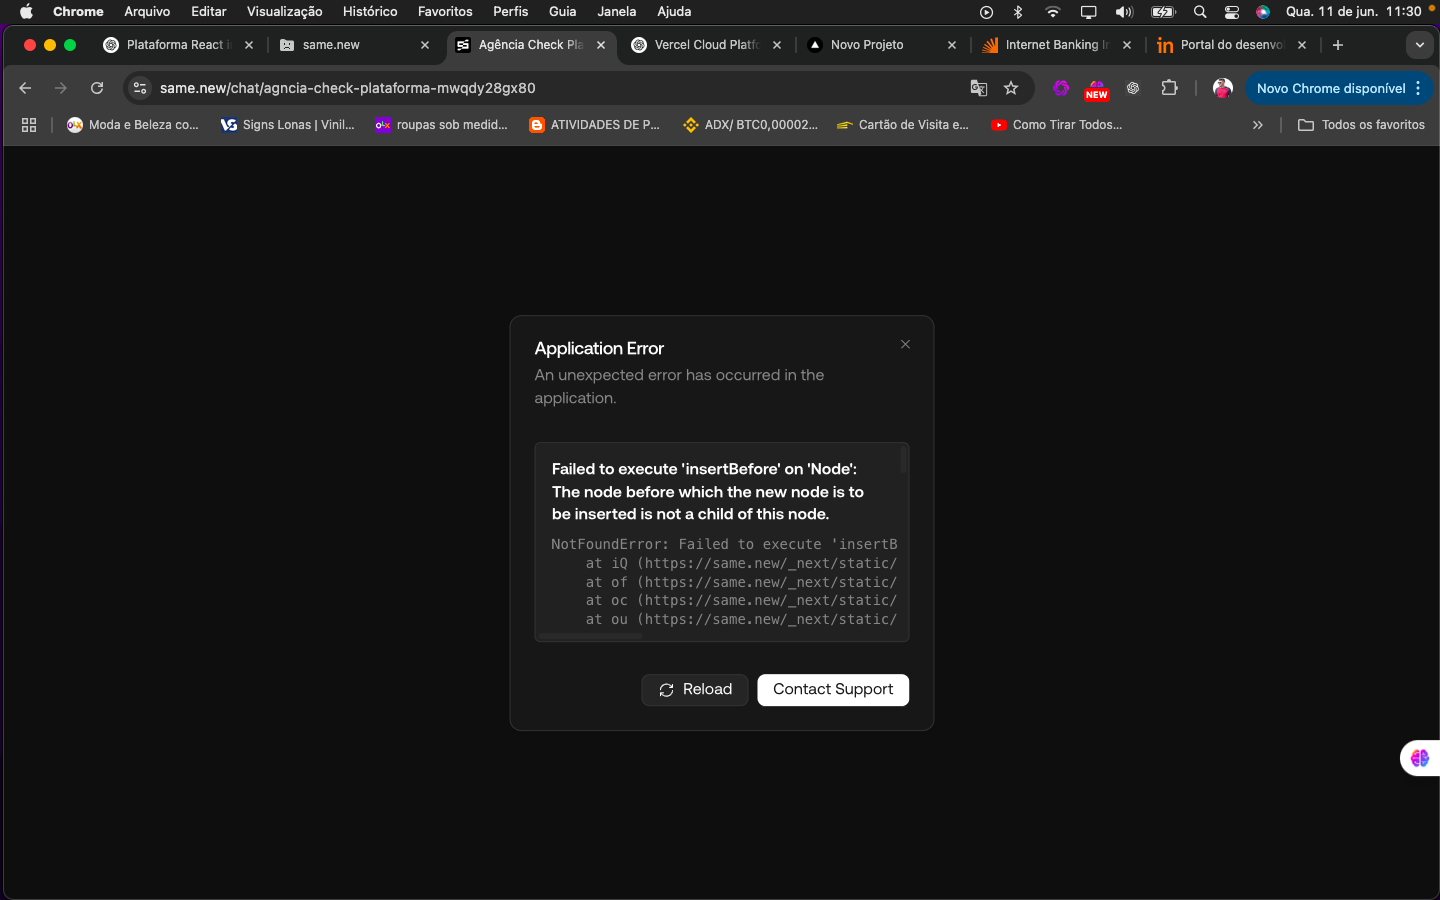 Chrome Arquivo Editar Visualização Histórico Favoritos Perfis Guia Janela Ajuda Qua. 11 de jun. 11:30
Plataforma React i same.new Agência Check Pla Vercel Cloud Platfo Novo Projeto Internet Banking In Portal do desenvo
same.new/chat/agncia-check-plataforma-mwqdy28gx80 NEW Novo Chrome disponível
Moda e Beleza co... Signs Lonas | Vinil... roupas sob medid... ATIVIDADES DE P... ADX/ BTC0,00002... Cartão de Visita e... Como Tirar Todos... Todos os favoritos
Application Error
An unexpected error has occurred in the
application.
Failed to execute 'insertBefore' on 'Node':
The node before which the new node is to
be inserted is not a child of this node.
NotFoundError: Failed to execute 'insertB
at iQ (https://same.new/_next/static/
at of (https://same.new/_next/static/
at oc (https://same.new/_next/static/
at ou (https://same.new/_next/static/
Reload Contact Support